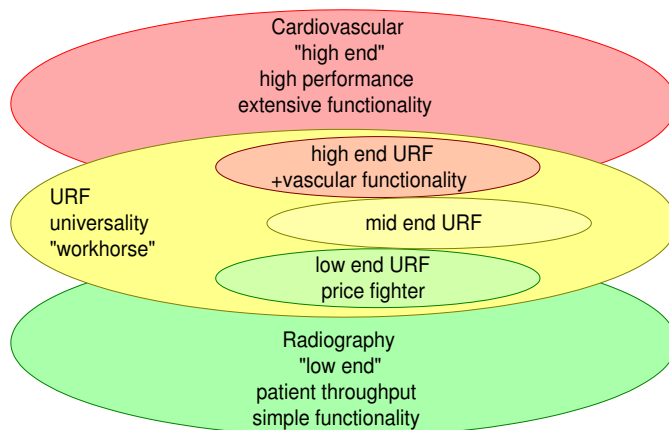 Cardiovascular
"high end"
high performance
extensive functionality
high end URF
+vascular functionality
URF
universality
"workhorse"
mid end URF
low end URF
price fighter
Radiography
"low end"
patient throughput
simple functionality